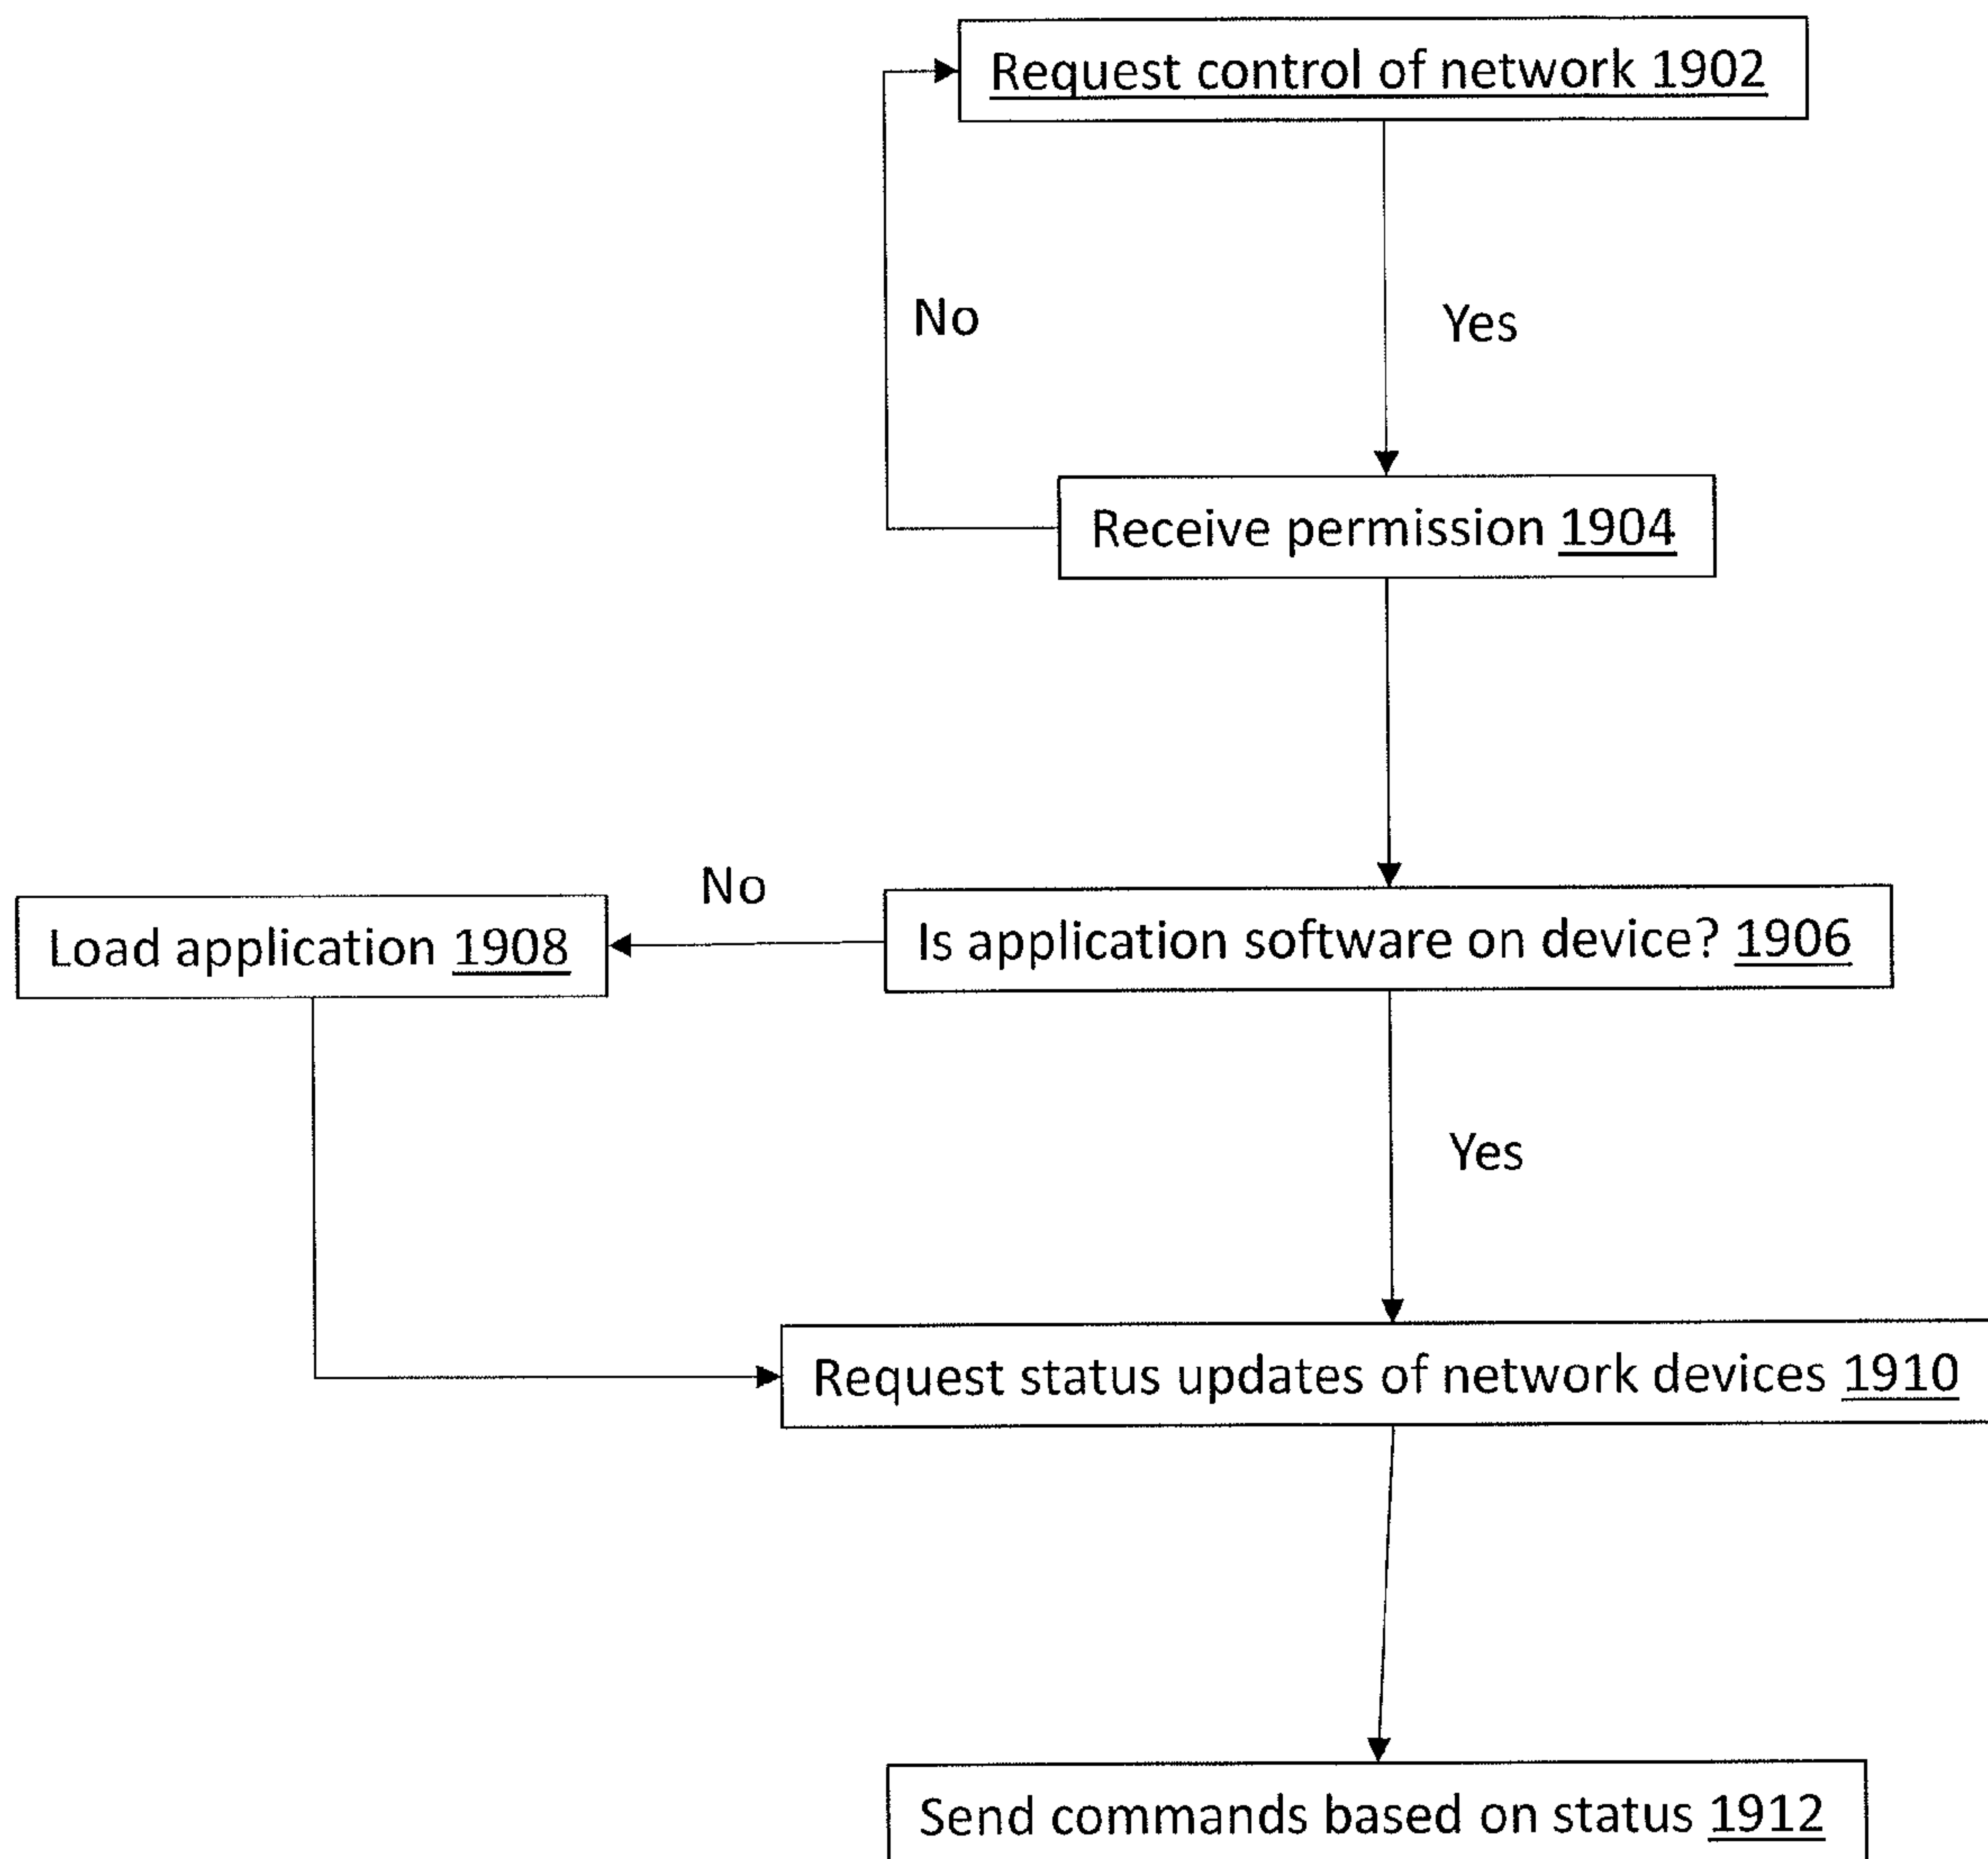 Request control of network 1902
No
Yes
Receive permission 1904
No
Load application 1908
Is application software on device? 1906
Yes
Request status updates of network devices 1910
Send commands based on status 1912